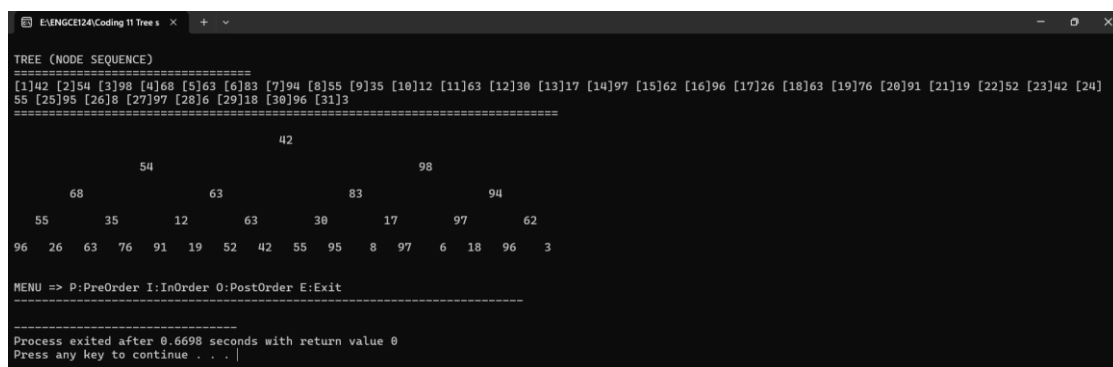 E:\ENGCE124\Coding 11 Tree s
TREE (NODE SEQUENCE)
==================================
[1]42 [2]54 [3]98 [4]68 [5]63 [6]83 [7]94 [8]55 [9]35 [10]12 [11]63 [12]30 [13]17 [14]97 [15]62 [16]96 [17]26 [18]63 [19]76 [20]91 [21]19 [22]52 [23]42 [24]
55 [25]95 [26]8 [27]97 [28]6 [29]18 [30]96 [31]3
==============================================================================
42
54 98
68 63 83 94
55 35 12 63 30 17 97 62
96 26 63 76 91 19 52 42 55 95 8 97 6 18 96 3
MENU => P:PreOrder I:InOrder O:PostOrder E:Exit
-------------------------------------------------------------------------
--------------------------------
Process exited after 0.6698 seconds with return value 0
Press any key to continue . . .